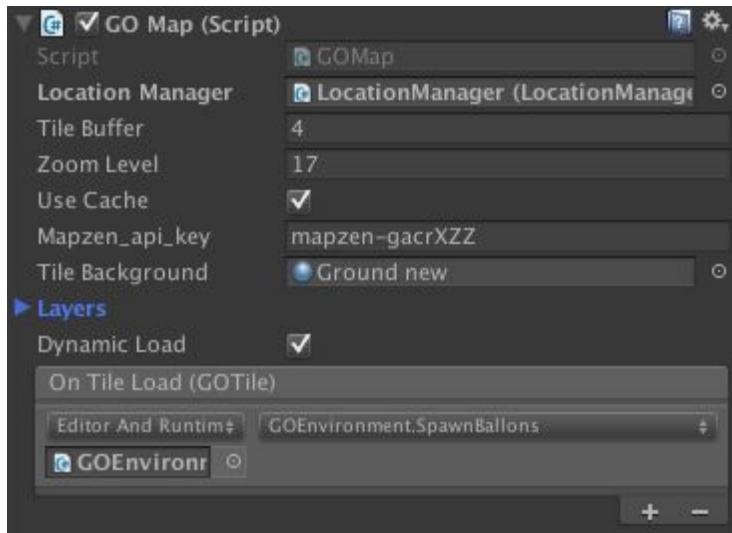 GO Map (Script)
Script GOMap
Location Manager LocationManager (LocationManage
Tile Buffer 4
Zoom Level 17
Use Cache
Mapzen_api_key mapzen-gacrXZZ
Tile Background Ground new
Layers
Dynamic Load
On Tile Load (GOTile)
Editor And Runtim GOEnvironment.SpawnBallons
GOEnvironr